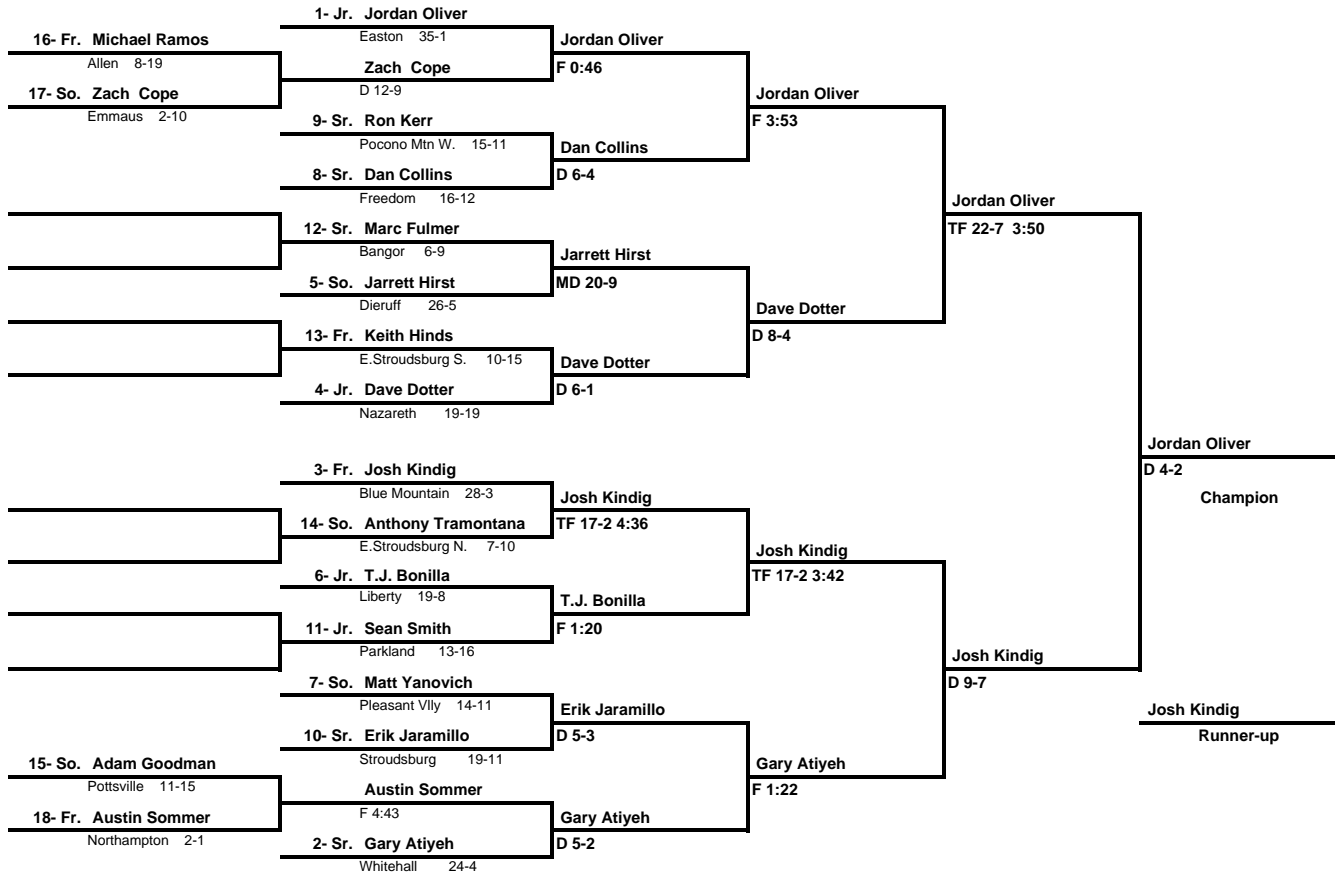 1- Jr. Jordan Oliver
Easton 35-1
16- Fr. Michael Ramos
Allen 8-19
Jordan Oliver
F 0:46
Zach Cope
D 12-9
17- So. Zach Cope
Emmaus 2-10
Jordan Oliver
F 3:53
9- Sr. Ron Kerr
Pocono Mtn W. 15-11
Dan Collins
D 6-4
8- Sr. Dan Collins
Freedom 16-12
Jordan Oliver
TF 22-7 3:50
12- Sr. Marc Fulmer
Bangor 6-9
Jarrett Hirst
MD 20-9
5- So. Jarrett Hirst
Dieruff 26-5
Dave Dotter
D 8-4
13- Fr. Keith Hinds
E.Stroudsburg S. 10-15
Dave Dotter
D 6-1
4- Jr. Dave Dotter
Nazareth 19-19
Jordan Oliver
D 4-2
Champion
3- Fr. Josh Kindig
Blue Mountain 28-3
Josh Kindig
TF 17-2 4:36
14- So. Anthony Tramontana
E.Stroudsburg N. 7-10
Josh Kindig
TF 17-2 3:42
6- Jr. T.J. Bonilla
Liberty 19-8
T.J. Bonilla
F 1:20
11- Jr. Sean Smith
Parkland 13-16
Josh Kindig
D 9-7
7- So. Matt Yanovich
Pleasant Vlly 14-11
Erik Jaramillo
D 5-3
Josh Kindig
Runner-up
10- Sr. Erik Jaramillo
Stroudsburg 19-11
15- So. Adam Goodman
Pottsville 11-15
Gary Atiyeh
F 1:22
Austin Sommer
F 4:43
18- Fr. Austin Sommer
Northampton 2-1
Gary Atiyeh
D 5-2
2- Sr. Gary Atiyeh
Whitehall 24-4